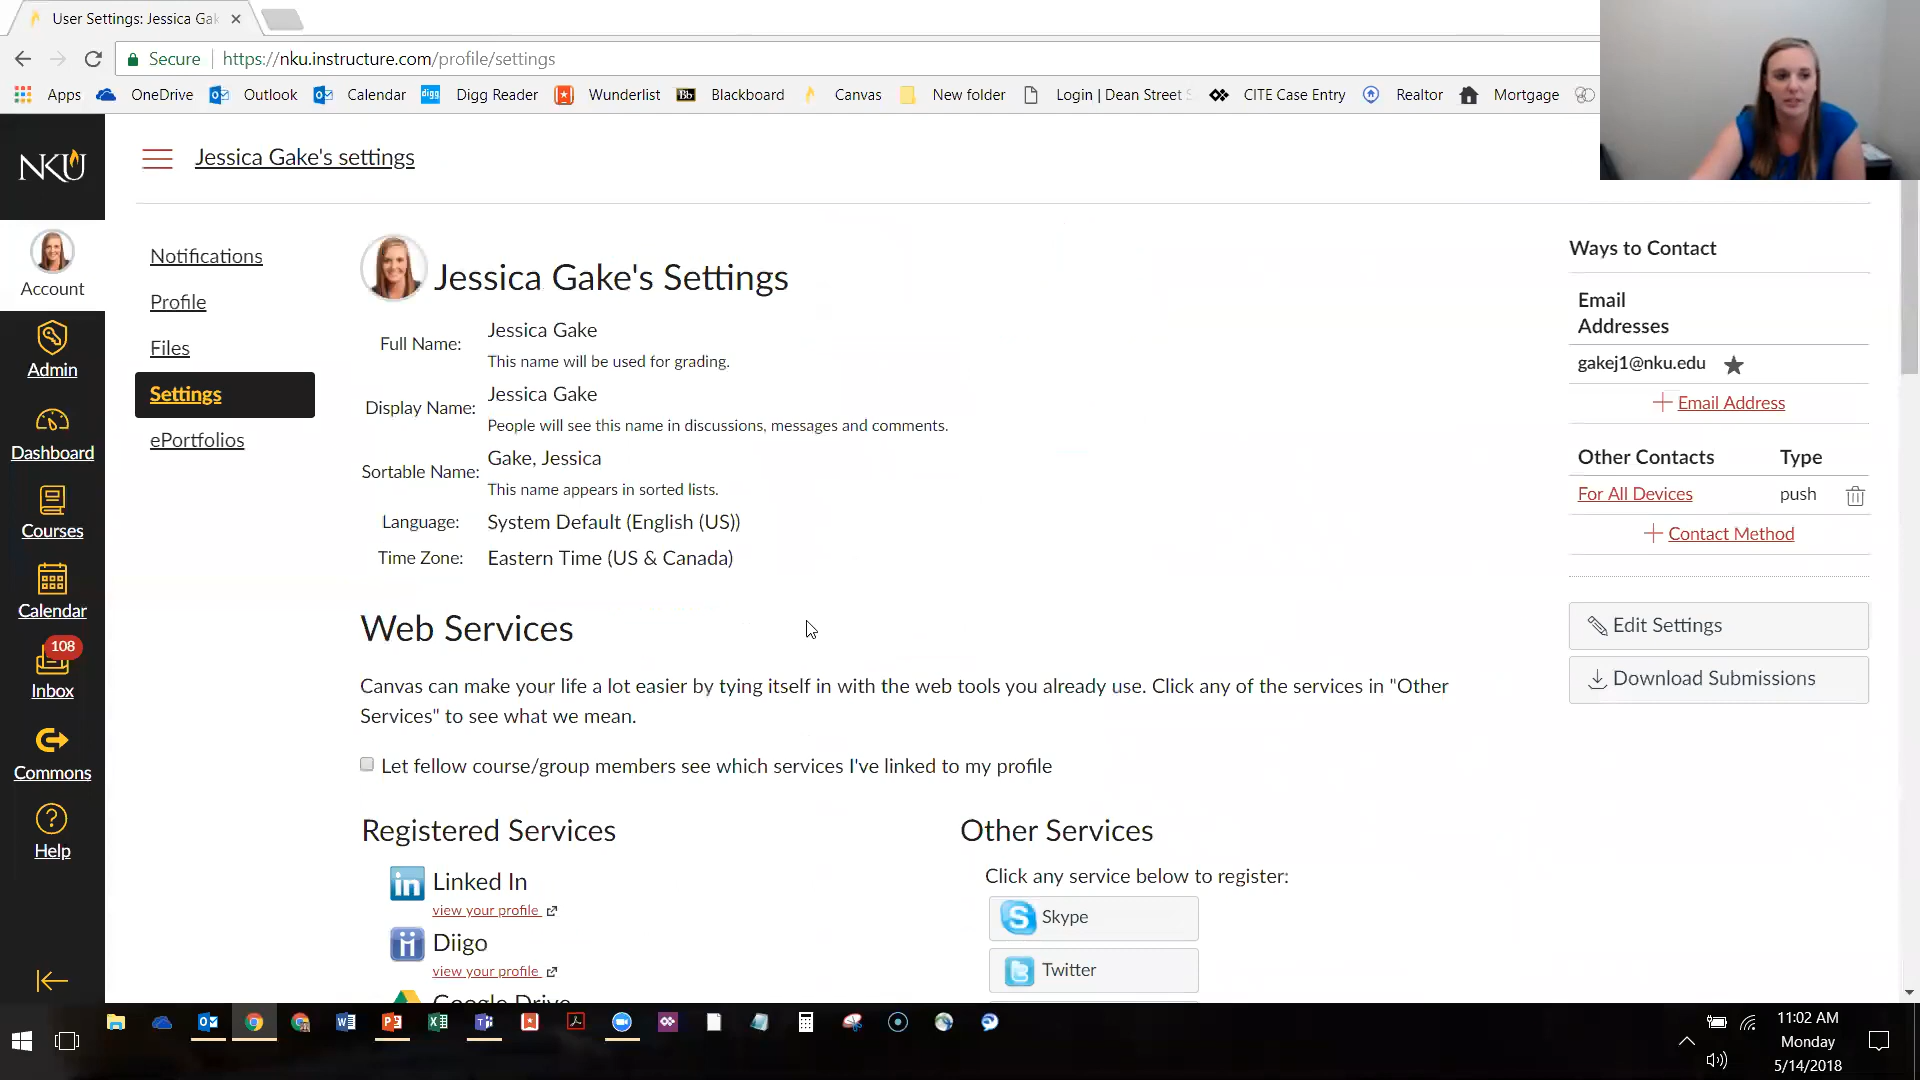 User Settings: Jessica Gak
Secure
https://nku.instructure.com/profile/settings
Apps
OneDrive
Outlook
Calendar
digg
Digg Reader
Wunderlist
Bb
Blackboard
Canvas
New folder
Login | Dean Street S
CITE Case Entry
Realtor
Mortgage
NKU
Jessica Gake's settings
Account
Admin
Dashboard
Courses
Calendar
108
Inbox
Commons
Help
Notifications
Profile
Files
Settings
ePortfolios
Jessica Gake's Settings
Full Name:
Jessica Gake
This name will be used for grading.
Display Name:
Jessica Gake
People will see this name in discussions, messages and comments.
Sortable Name:
Gake, Jessica
This name appears in sorted lists.
Language:
System Default (English (US))
Time Zone:
Eastern Time (US & Canada)
Web Services
Canvas can make your life a lot easier by tying itself in with the web tools you already use. Click any of the services in "Other
Services" to see what we mean.
Let fellow course/group members see which services I've linked to my profile
Registered Services
in
Linked In
view your profile
Diigo
view your profile
Google Drive
Other Services
Click any service below to register:
Skype
Twitter
Ways to Contact
Email
Addresses
gakej1@nku.edu
Email Address
Other Contacts
Type
For All Devices
push
Contact Method
Edit Settings
Download Submissions
11:02 AM
Monday
5/14/2018